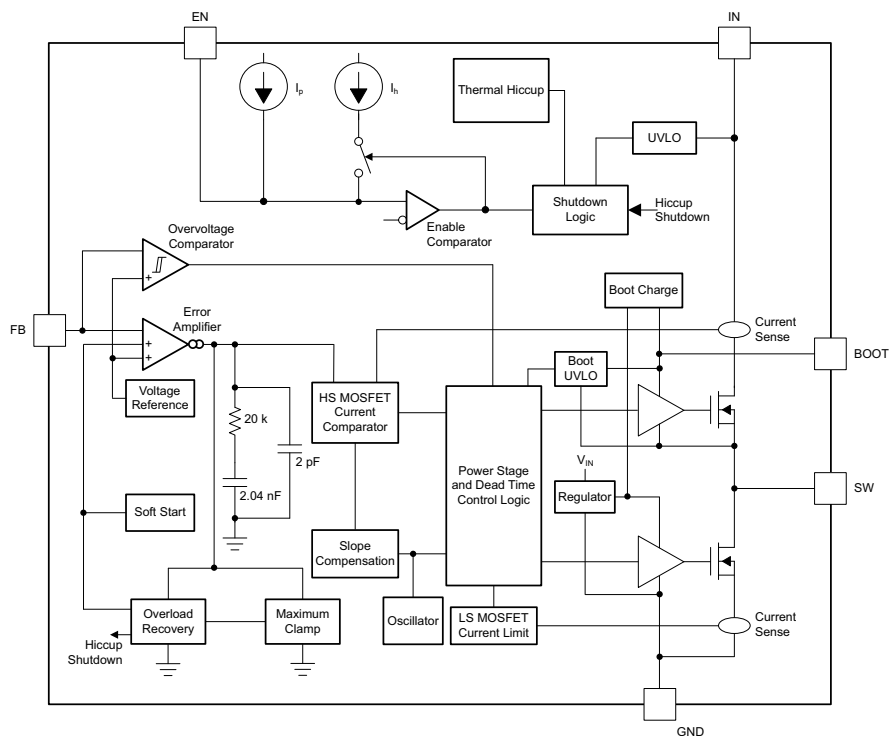 EN
IN
Ip
Ih
Thermal Hiccup
UVLO
Shutdown
Logic
Hiccup
Shutdown
Enable
Comparator
Overvoltage
Comparator
+
Boot Charge
FB
Error
Amplifier
+
+
Current
Sense
BOOT
Voltage
Reference
HS MOSFET
Current
Comparator
Boot
UVLO
20 k
2 pF
2.04 nF
Power Stage
and Dead Time
Control Logic
VIN
Regulator
SW
Soft Start
Slope
Compensation
Overload
Recovery
Maximum
Clamp
Oscillator
LS MOSFET
Current Limit
Current
Sense
Hiccup
Shutdown
GND